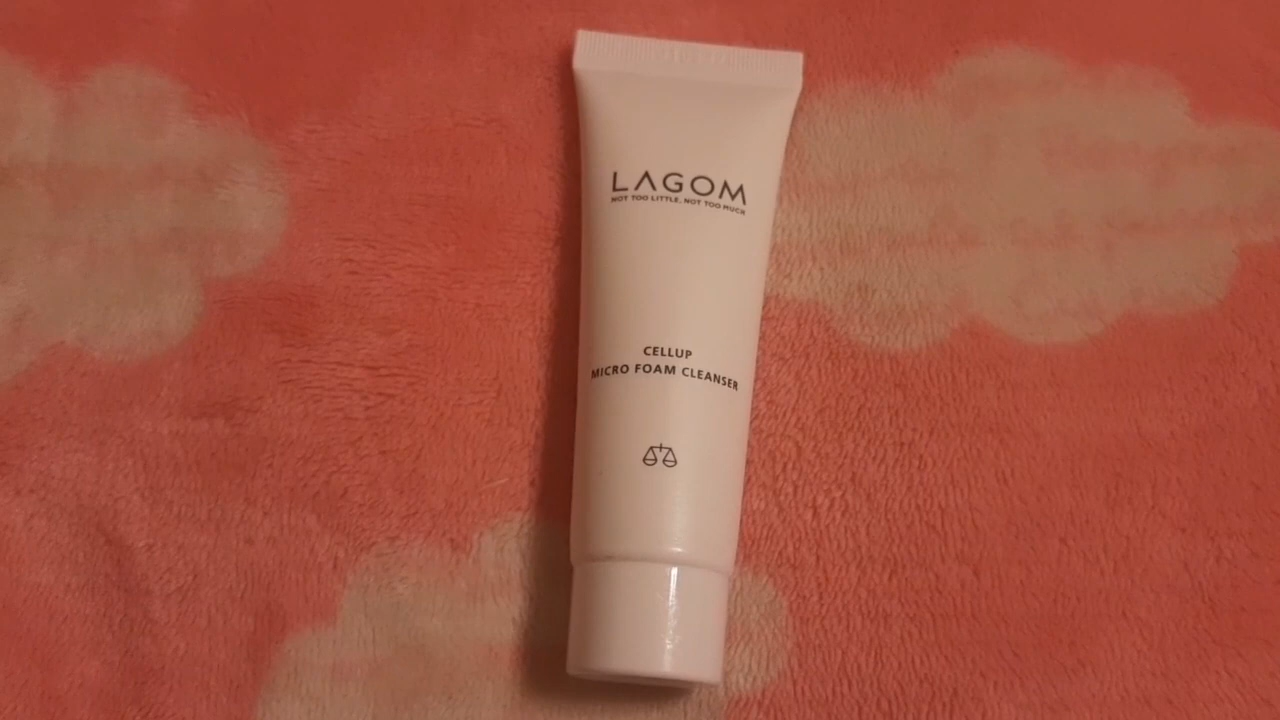 LAGOM
NOT TOO LITTLE, NOT TOO MUCH
CELLUP
MICRO FOAM CLEANSER